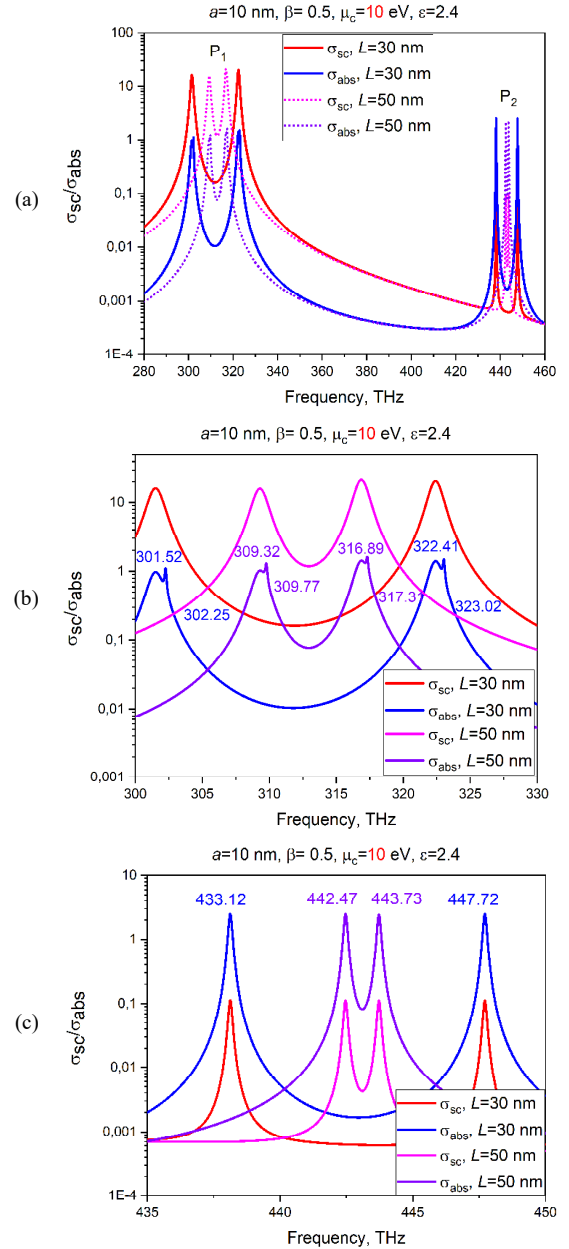 a=10 nm, β= 0.5, μc=10 eV, ε=2.4
100
10
1
0,1
0,01
0,001
1E-4
σsc/σabs
P1
σsc, L=30 nm
σabs, L=30 nm
σsc, L=50 nm
σabs, L=50 nm
P2
(a)
280 300 320 340 360 380 400 420 440 460
Frequency, THz
a=10 nm, β= 0.5, μc=10 eV, ε=2.4
10
1
0,1
0,01
0,001
σsc/σabs
301.52
302.25
309.32
309.77
316.89
317.31
322.41
323.02
σsc, L=30 nm
σabs, L=30 nm
σsc, L=50 nm
σabs, L=50 nm
(b)
300 305 310 315 320 325 330
Frequency, THz
a=10 nm, β= 0.5, μc=10 eV, ε=2.4
433.12 442.47 443.73 447.72
10
1
0,1
0,01
0,001
1E-4
σsc/σabs
σsc, L=30 nm
σabs, L=30 nm
σsc, L=50 nm
σabs, L=50 nm
(c)
435 440 445 450
Frequency, THz